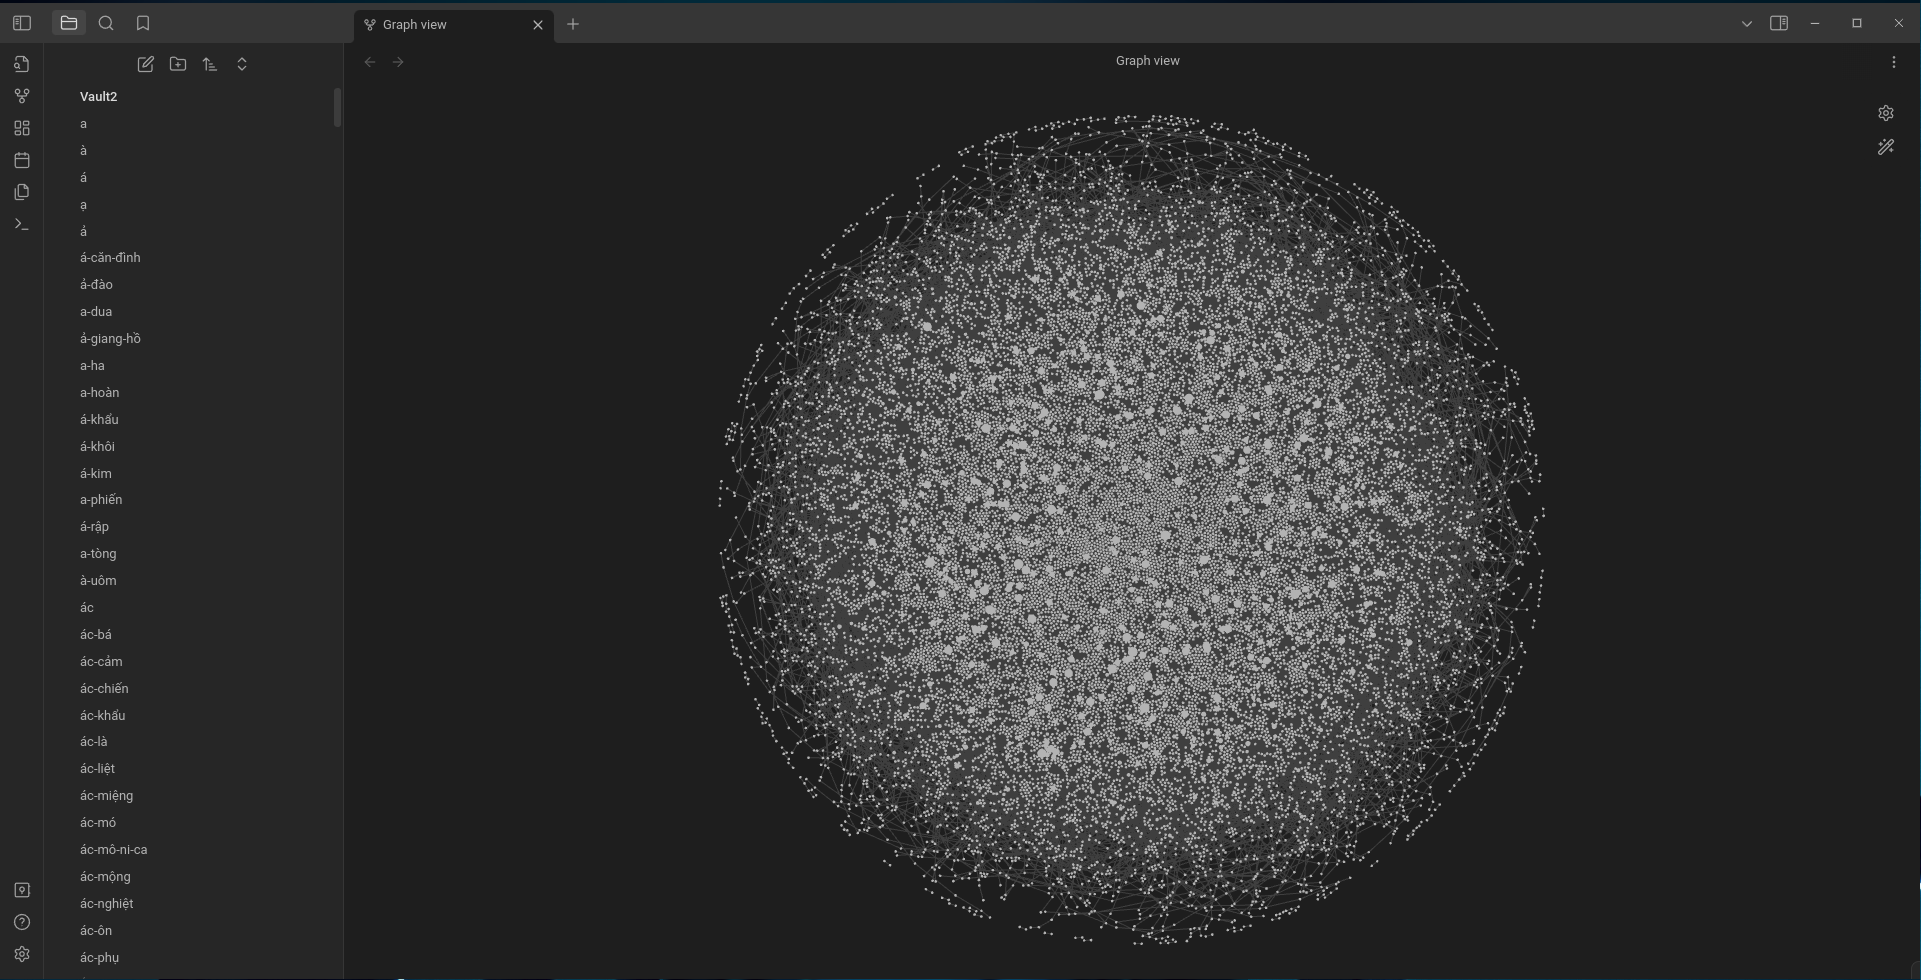 Graph view
Graph view
Vault2
a
à
á
ạ
ả
á-căn-đình
ả-đào
a-dua
ả-giang-hồ
a-ha
a-hoàn
á-khẩu
á-khôi
á-kim
a-phiến
á-rập
a-tòng
à-uôm
ác
ác-bá
ác-cảm
ác-chiến
ác-khẩu
ác-là
ác-liệt
ác-miệng
ác-mó
ác-mô-ni-ca
ác-mộng
ác-nghiệt
ác-ôn
ác-phụ